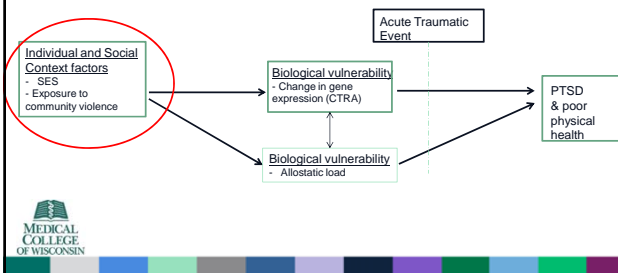 Acute Traumatic
Event
Individual and Social
Context factors
- SES
- Exposure to
community violence
Biological vulnerability
- Change in gene
expression (CTRA)
PTSD
& poor
physical
health
Biological vulnerability
- Allostatic load
MEDICAL
COLLEGE
OF WISCONSIN